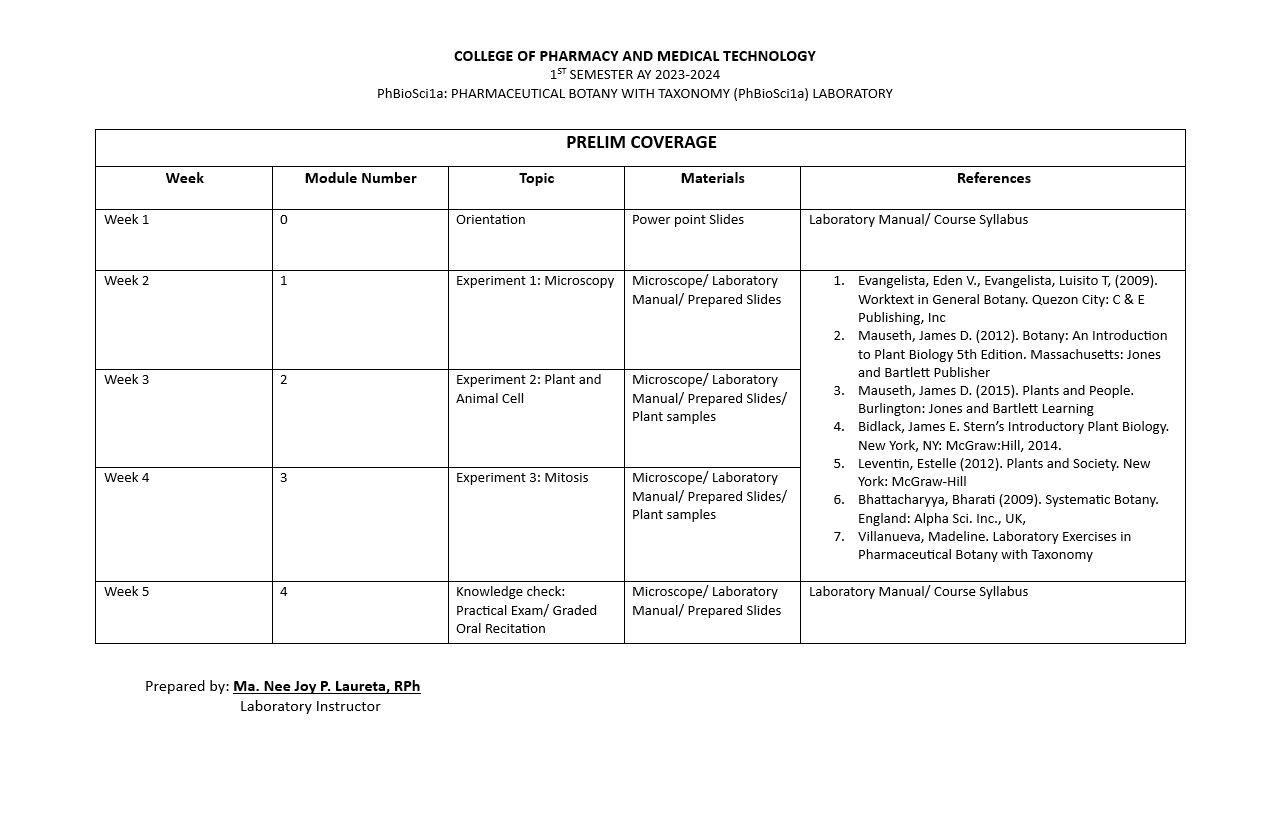 COLLEGE OF PHARMACY AND MEDICAL TECHNOLOGY
1ST SEMESTER AY 2023-2024
PhBioSci1a: PHARMACEUTICAL BOTANY WITH TAXONOMY (PhBioSci1a) LABORATORY
PRELIM COVERAGE
Week
Module Number
Topic
Materials
References
Week 1
0
Orientation
Power point Slides
Laboratory Manual/ Course Syllabus
Week 2
1
Experiment 1: Microscopy
Microscope/ Laboratory
Manual/ Prepared Slides
1. Evangelista, Eden V., Evangelista, Luisito T, (2009).
Worktext in General Botany. Quezon City: C & E
Publishing, Inc
2. Mauseth, James D. (2012). Botany: An Introduction
to Plant Biology 5th Edition. Massachusetts: Jones
and Bartlett Publisher
3. Mauseth, James D. (2015). Plants and People.
Burlington: Jones and Bartlett Learning
4. Bidlack, James E. Stern’s Introductory Plant Biology.
New York, NY: McGraw:Hill, 2014.
5. Leventin, Estelle (2012). Plants and Society. New
York: McGraw-Hill
6. Bhattacharyya, Bharati (2009). Systematic Botany.
England: Alpha Sci. Inc., UK,
7. Villanueva, Madeline. Laboratory Exercises in
Pharmaceutical Botany with Taxonomy
Week 3
2
Experiment 2: Plant and
Animal Cell
Microscope/ Laboratory
Manual/ Prepared Slides/
Plant samples
Week 4
3
Experiment 3: Mitosis
Microscope/ Laboratory
Manual/ Prepared Slides/
Plant samples
Week 5
4
Knowledge check:
Practical Exam/ Graded
Oral Recitation
Microscope/ Laboratory
Manual/ Prepared Slides
Laboratory Manual/ Course Syllabus
Prepared by: Ma. Nee Joy P. Laureta, RPh
Laboratory Instructor